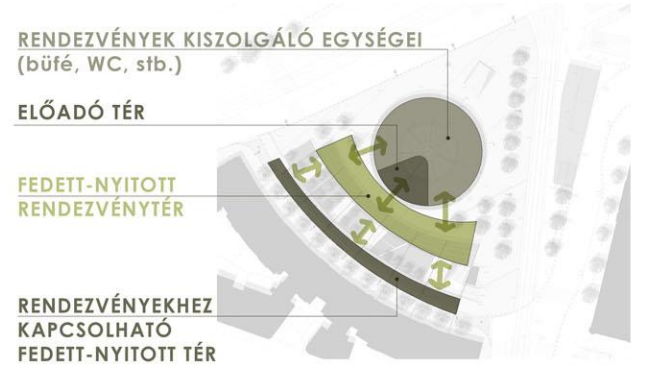 RENDEZVÉNYEK KISZOLGÁLÓ EGYSÉGEI
(büfé, WC, stb.)
ELŐADÓ TÉR
FEDETT-NYITOTT
RENDEZVÉNYTÉR
RENDEZVÉNYEKHEZ
KAPCSOLHATÓ
FEDETT-NYITOTT TÉR